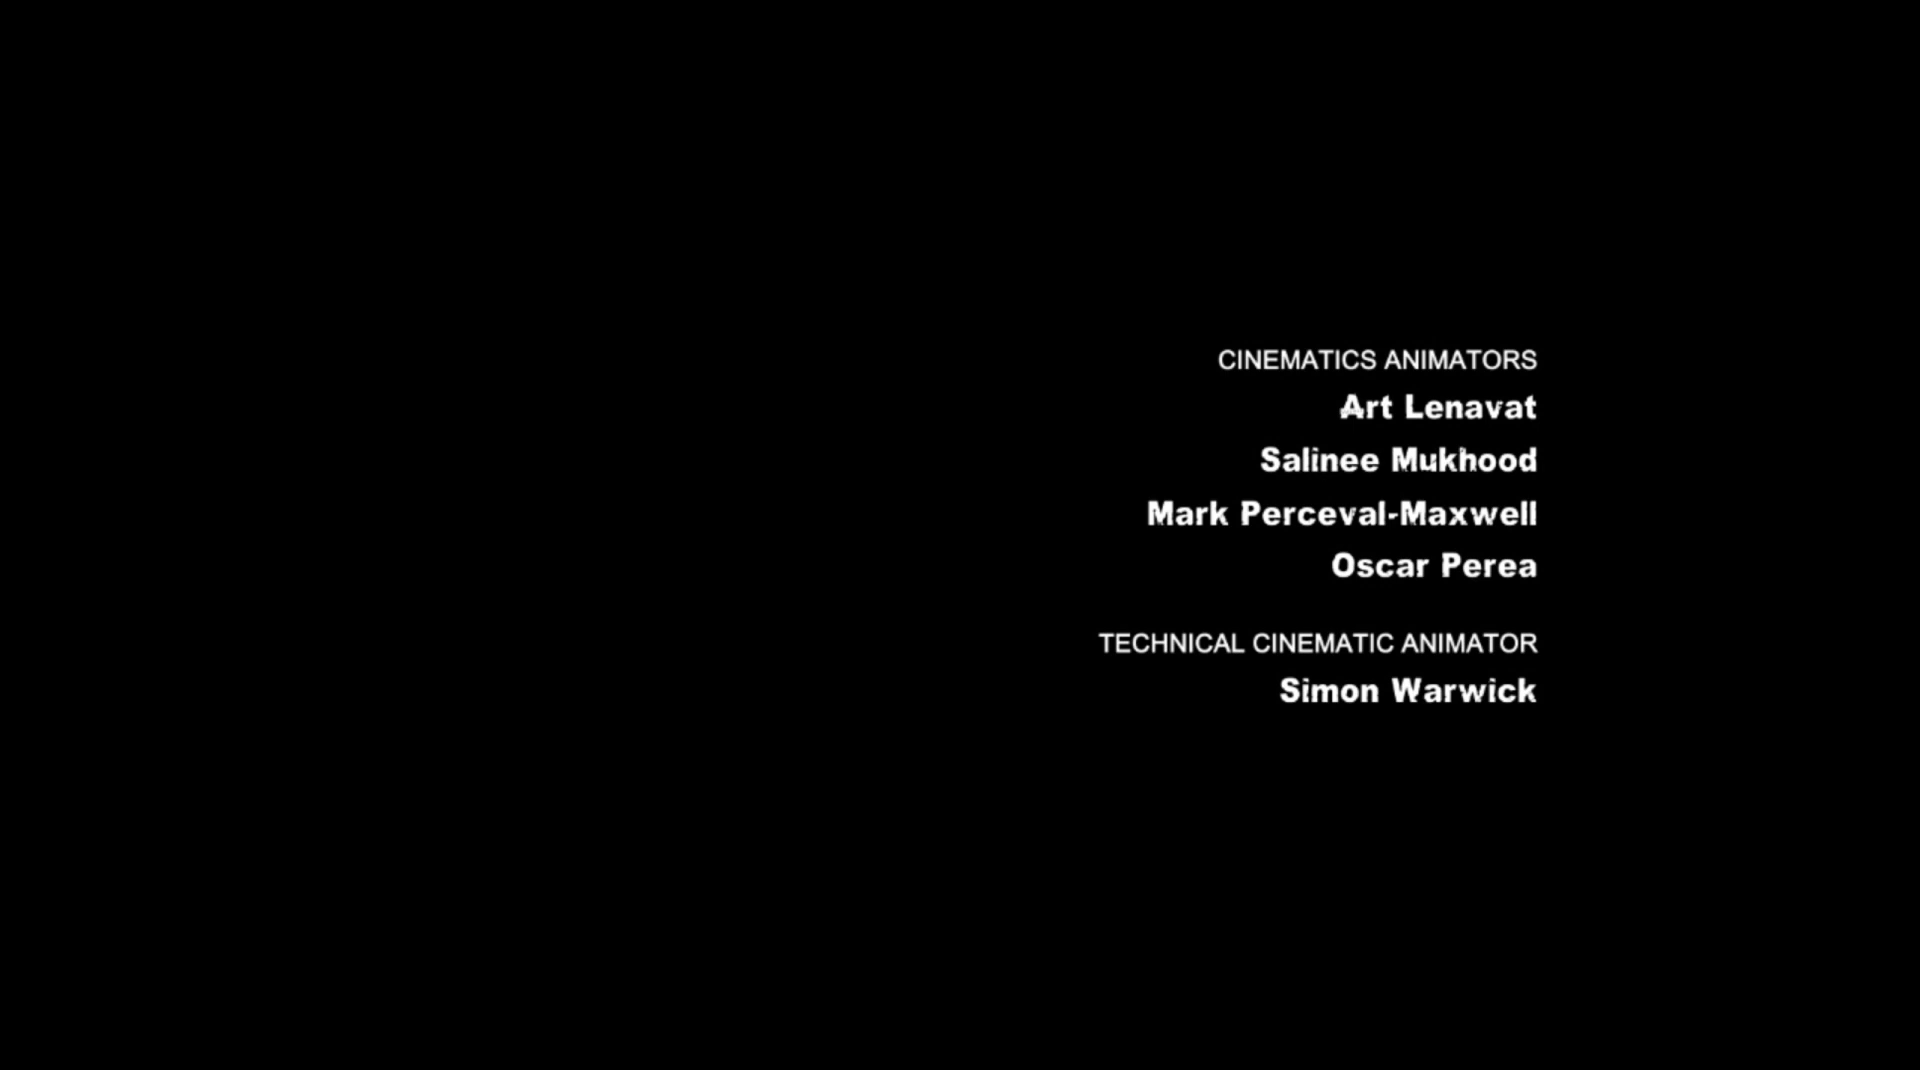 CINEMATICS ANIMATORS
Art Lenavat
Salinee Mukhood
Mark Perceval-Maxwell
Oscar Perea
TECHNICAL CINEMATIC ANIMATOR
Simon Warwick